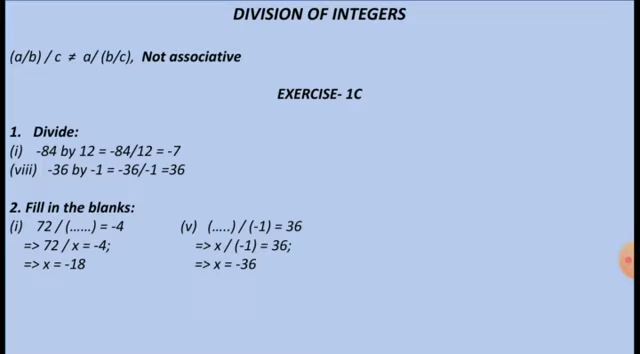 DIVISION OF INTEGERS
(a/b) / c ≠ a/ (b/c), Not associative
EXERCISE- 1C
1. Divide:
(i) -84 by 12 = -84/12 = -7
(viii) -36 by -1 = -36/-1 =36
2. Fill in the blanks:
(i) 72 / (......) = -4 (v) (.....) / (-1) = 36
=> 72 / x = -4; => x / (-1) = 36;
=> x = -18 => x = -36